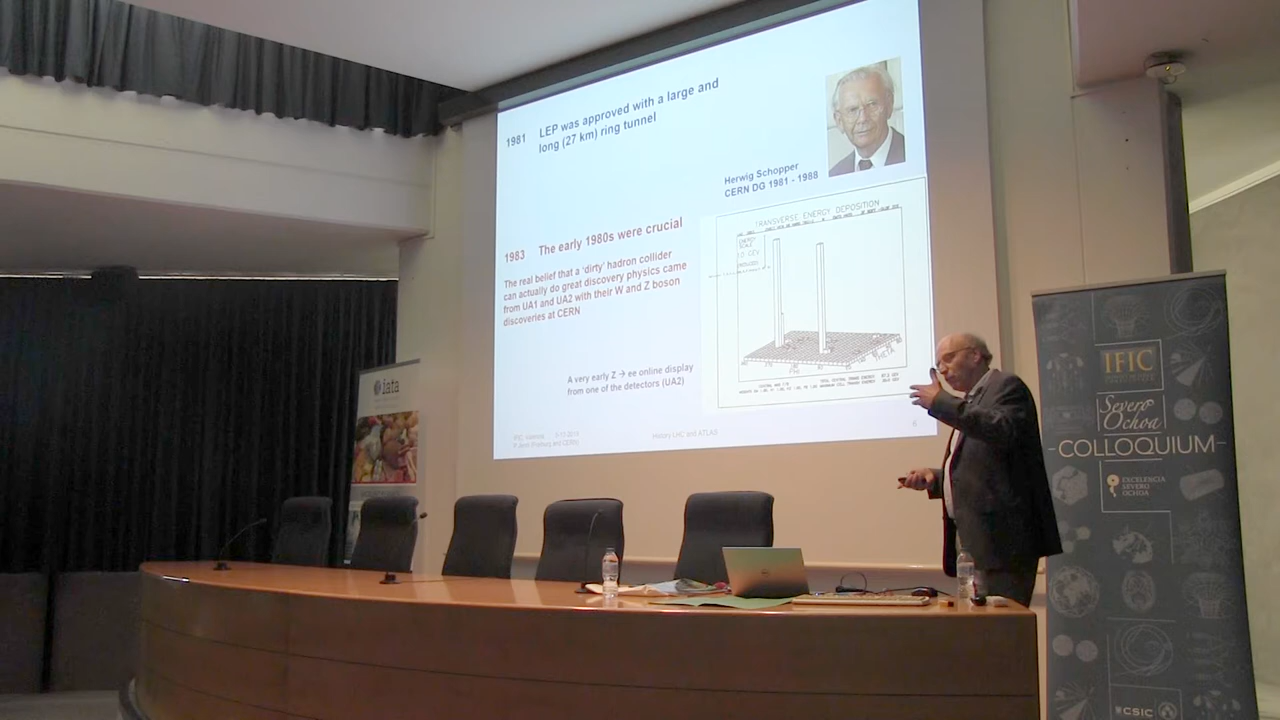 1981 LEP was approved with a large and
long (27 km) ring tunnel
Herwig Schopper
CERN DG 1981 - 1988
1983 The early 1980s were crucial
The real belief that a 'dirty' hadron collider
can actually do great discovery physics came
from UA1 and UA2 with their W and Z boson
discoveries at CERN
TRANSVERSE ENERGY DEPOSITION
A very early Z → ee online display
from one of the detectors (UA2)
History LHC and ATLAS
6
iata
IFIC
Severo
Ochoa
COLLOQUIUM
EXCELENCIA
SEVERO
OCHOA
CSIC